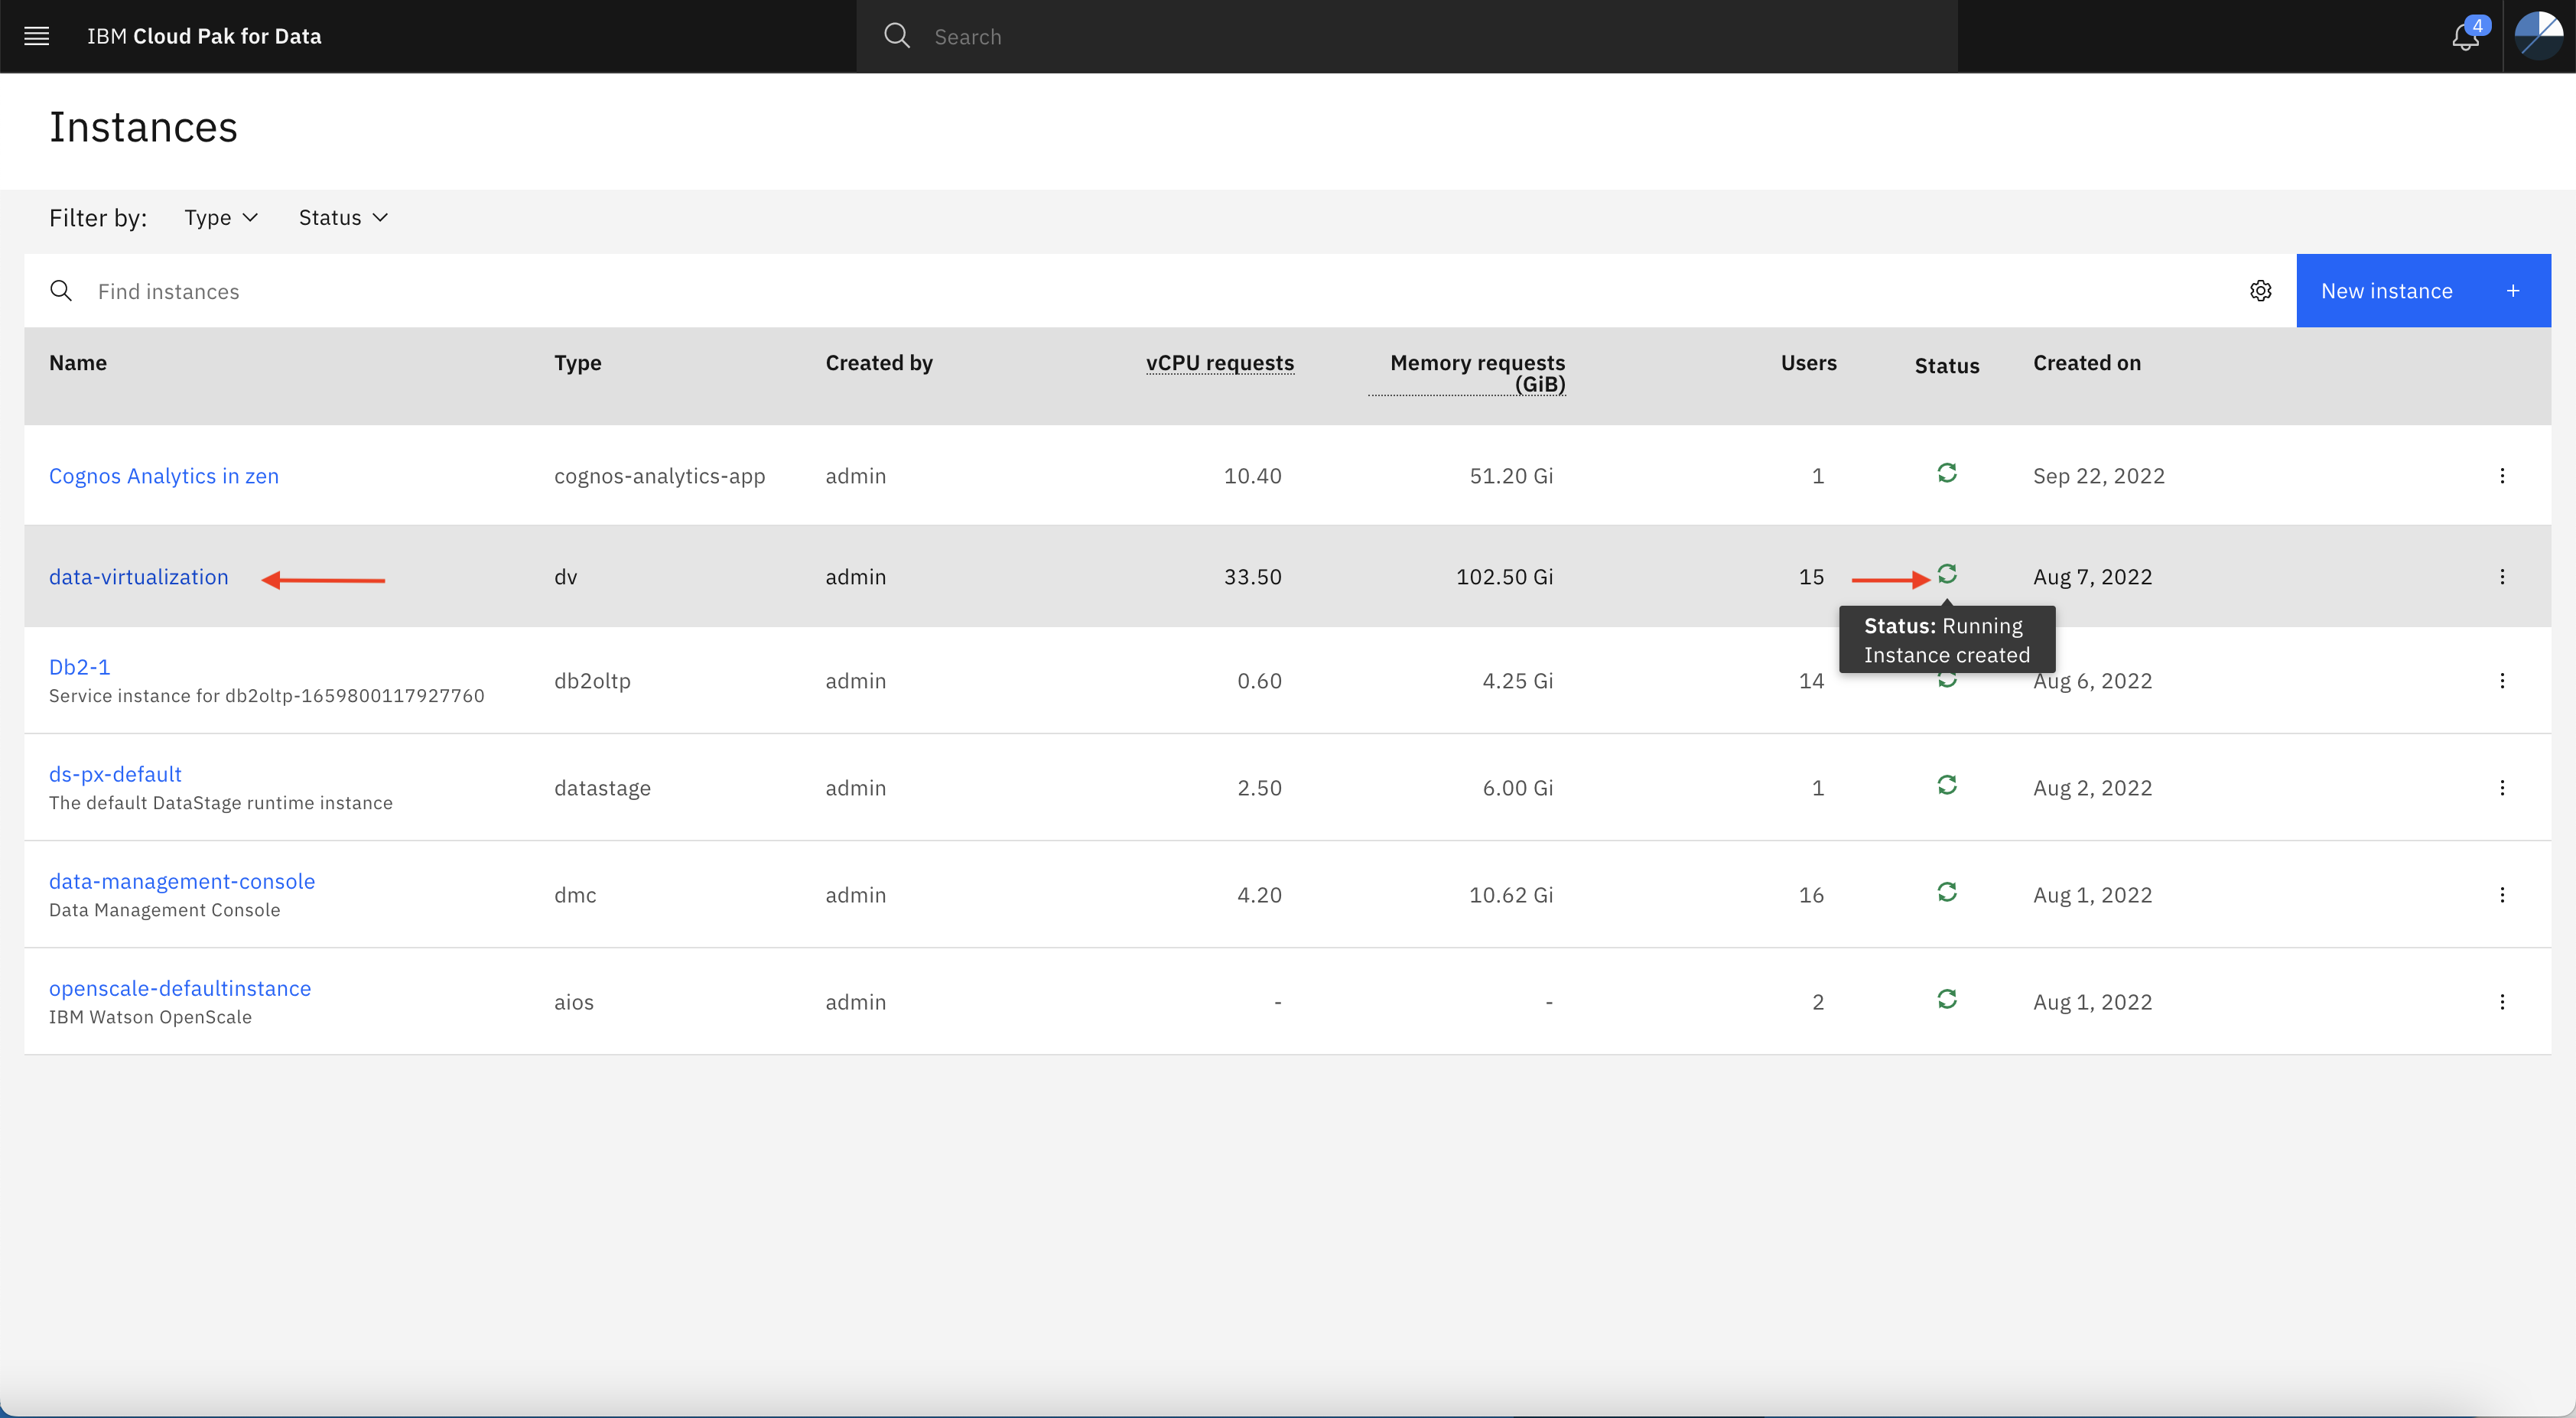 IBM Cloud Pak for Data
Search
4
Instances
Filter by: Type Status
Find instances
New instance +
Name Type Created by vCPU requests Memory requests (GiB) Users Status Created on
Cognos Analytics in zen cognos-analytics-app admin 10.40 51.20 Gi 1 Sep 22, 2022
data-virtualization dv admin 33.50 102.50 Gi 15 Aug 7, 2022
Status: Running
Instance created
Db2-1
Service instance for db2oltp-1659800117927760 db2oltp admin 0.60 4.25 Gi 14 Aug 6, 2022
ds-px-default
The default DataStage runtime instance datastage admin 2.50 6.00 Gi 1 Aug 2, 2022
data-management-console
Data Management Console dmc admin 4.20 10.62 Gi 16 Aug 1, 2022
openscale-defaultinstance
IBM Watson OpenScale aios admin - - 2 Aug 1, 2022